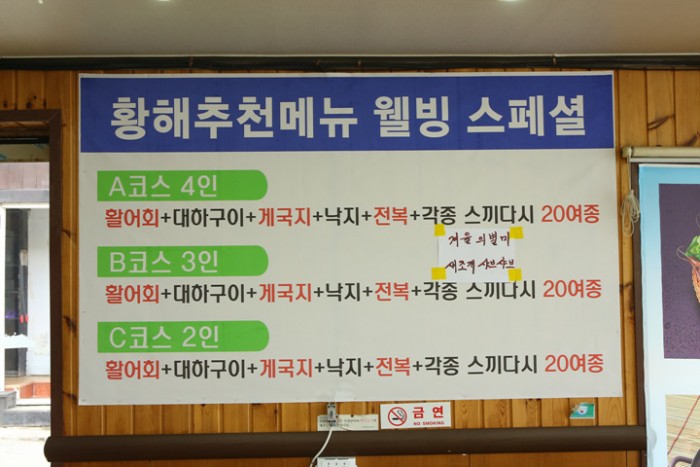 황해추천메뉴 웰빙 스페셜
A코스 4인
활어회+대하구이+게국지+낙지+전복+각종 스끼다시 20여종
겨울 의 별미
새조개 샤브샤브
B코스 3인
활어회+대하구이+게국지+낙지+전복+각종 스끼다시 20여종
C코스 2인
활어회+대하구이+게국지+낙지+전복+각종 스끼다시 20여종
금 연
NO SMOKING